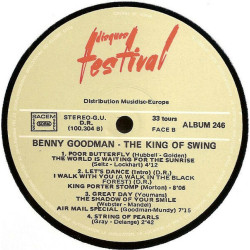 disques
festival
Distribution Musidisc-Europe
SACEM
STEREO-G.U.
D.R.
(100.304 B)
33 tours
FACE B
ALBUM 246
BENNY GOODMAN - THE KING OF SWING
1. POOR BUTTERFLY (Hubbell - Golden)
THE WORLD IS WAITING FOR THE SUNRISE
(Seitz - Lockhart) 4'12
2. LET'S DANCE (Intro) (D.R.)
I WALK WITH YOU (A WALK IN THE BLACK
FOREST) (D.R.)
KING PORTER STOMP (Morton) - 8'06
3. GREAT DAY (Youmans)
THE SHADOW OF YOUR SMILE
(Webster - Mandel)
AIR MAIL SPECIAL (Goodman-Mundy) 7'15
4. STRING OF PEARLS
(Gray - Delange) 2'42